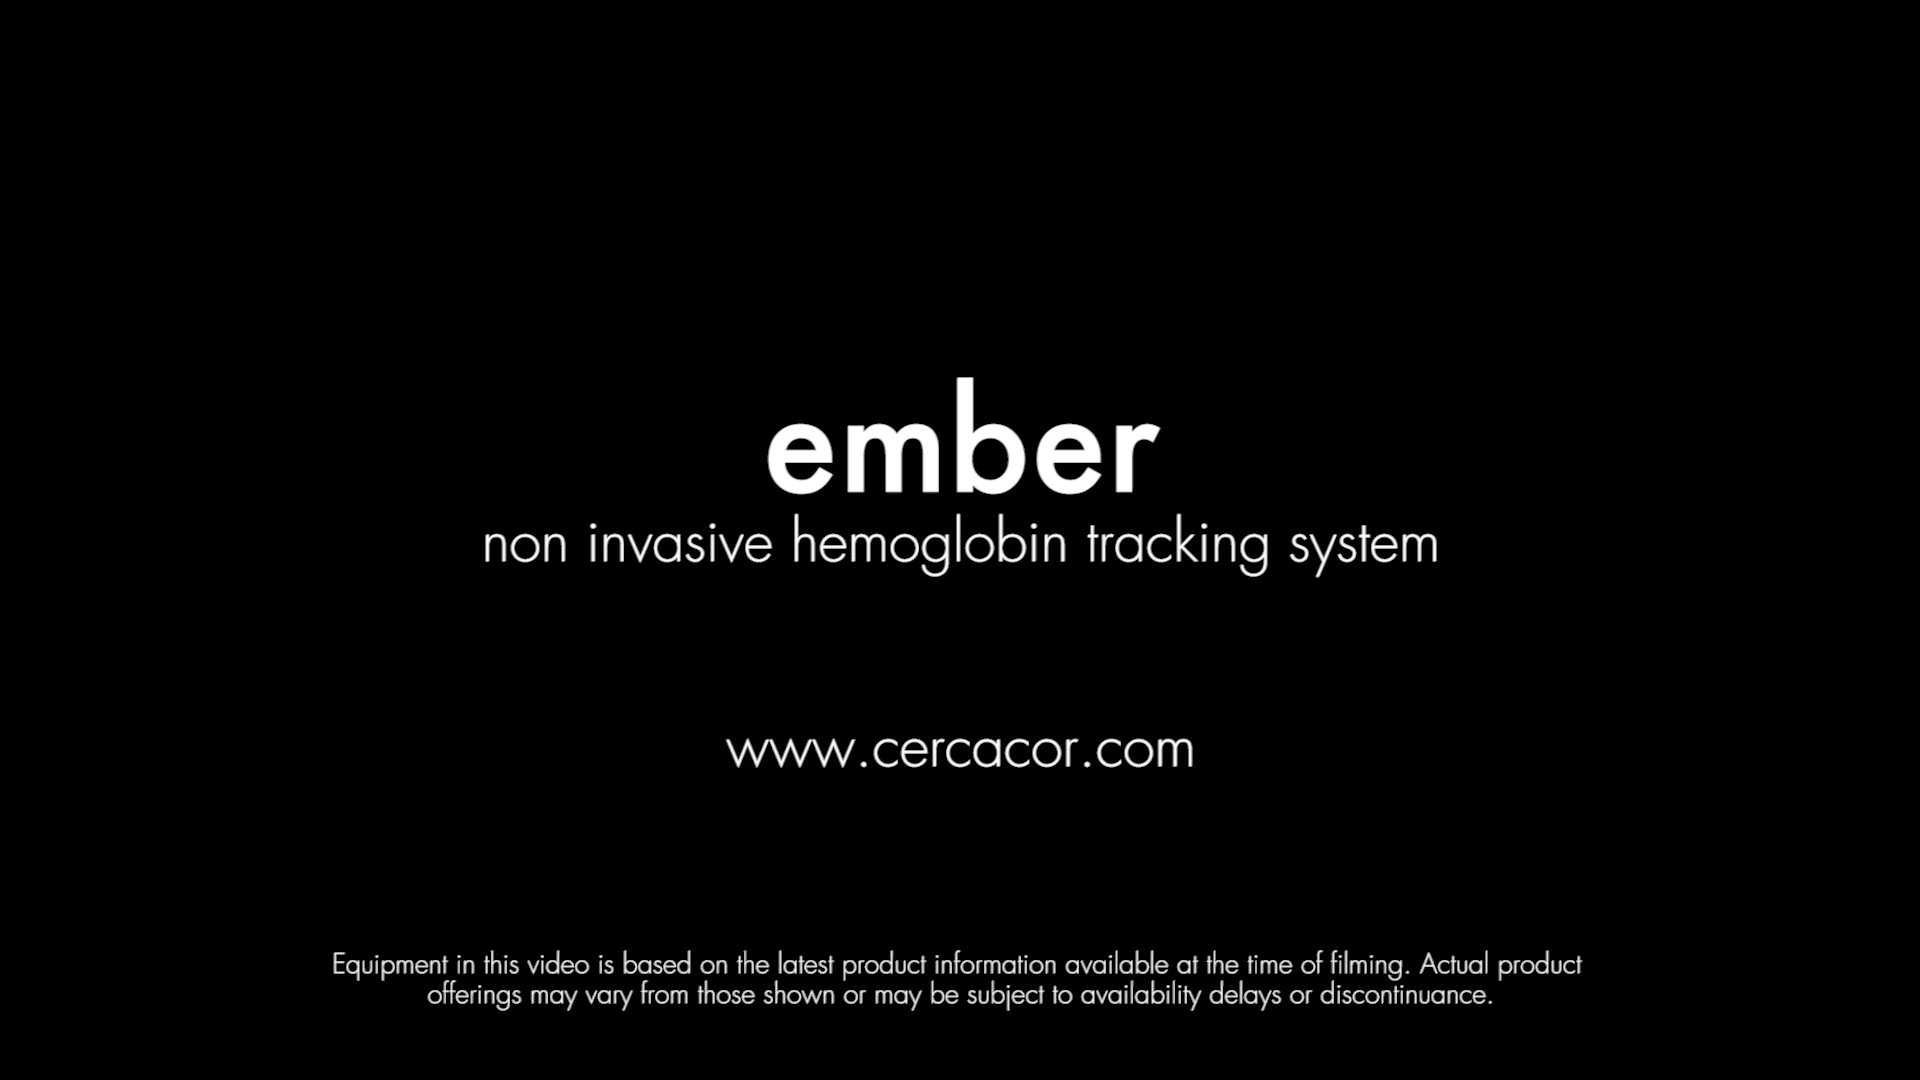 ember
non invasive hemoglobin tracking system
www.cercacor.com
Equipment in this video is based on the latest product information available at the time of filming. Actual product
offerings may vary from those shown or may be subject to availability delays or discontinuance.